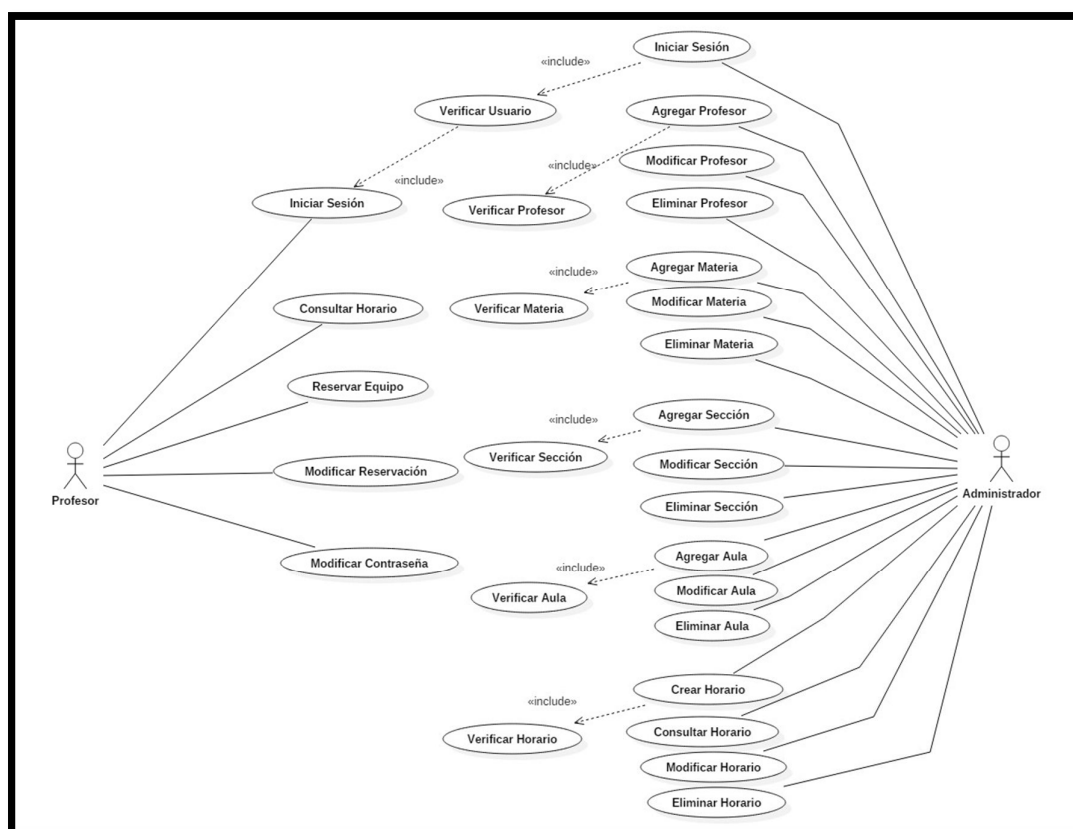 Iniciar Sesión
«include»
Verificar Usuario
Agregar Profesor
Modificar Profesor
«include»
«include»
Iniciar Sesión
Verificar Profesor
Eliminar Profesor
Agregar Materia
«include»
Consultar Horario
Verificar Materia
Modificar Materia
Eliminar Materia
Reservar Equipo
Agregar Sección
«include»
Verificar Sección
Modificar Sección
Modificar Reservación
Profesor
Administrador
Eliminar Sección
Agregar Aula
Modificar Contraseña
«include»
Verificar Aula
Modificar Aula
Eliminar Aula
Crear Horario
«include»
Verificar Horario
Consultar Horario
Modificar Horario
Eliminar Horario